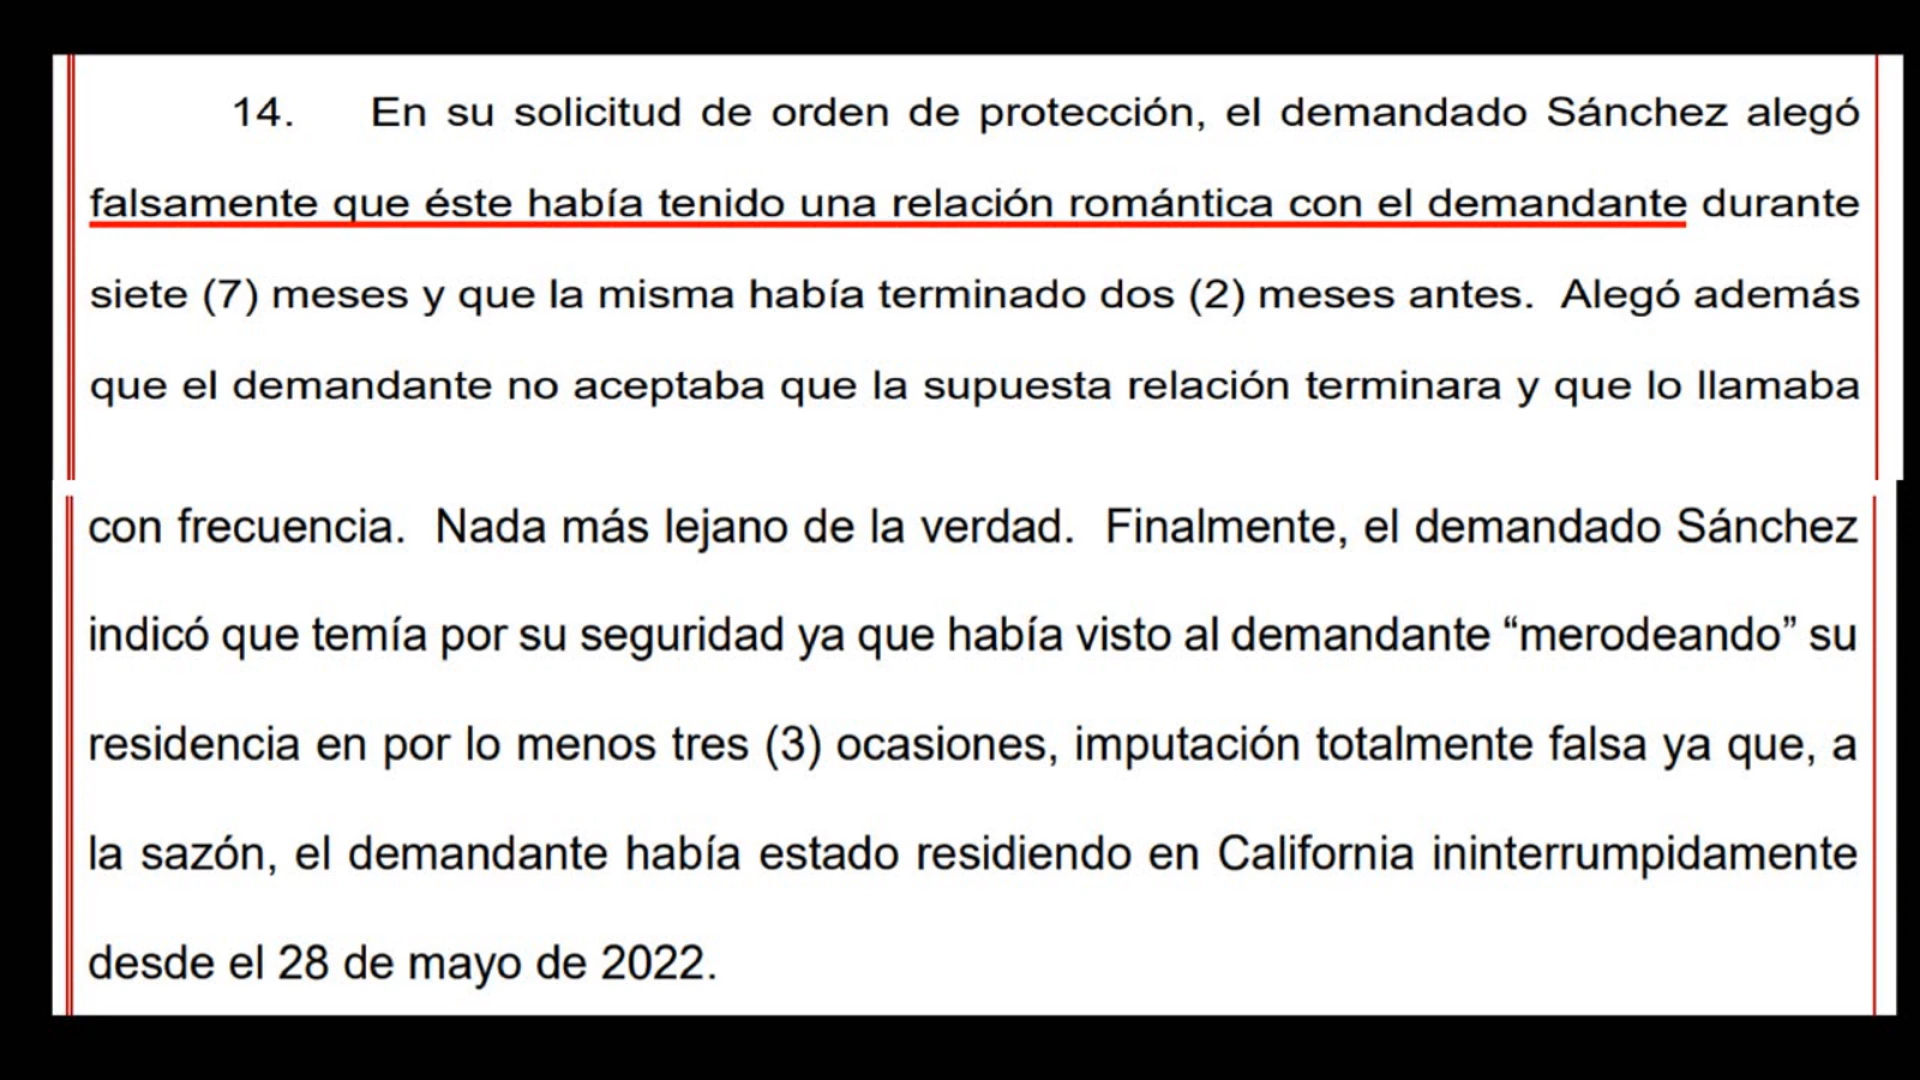 14. En su solicitud de orden de protección, el demandado Sánchez alegó
falsamente que éste había tenido una relación romántica con el demandante durante
siete (7) meses y que la misma había terminado dos (2) meses antes. Alegó además
que el demandante no aceptaba que la supuesta relación terminara y que lo llamaba
con frecuencia. Nada más lejano de la verdad. Finalmente, el demandado Sánchez
indicó que temía por su seguridad ya que había visto al demandante “merodeando” su
residencia en por lo menos tres (3) ocasiones, imputación totalmente falsa ya que, a
la sazón, el demandante había estado residiendo en California ininterrumpidamente
desde el 28 de mayo de 2022.